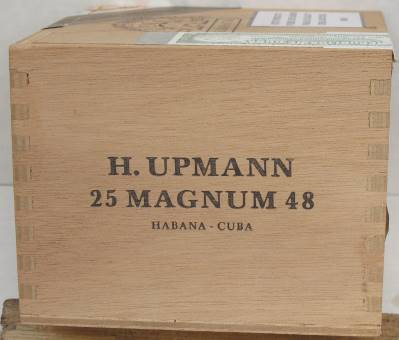 H. UPMANN
25 MAGNUM 48
HABANA - CUBA